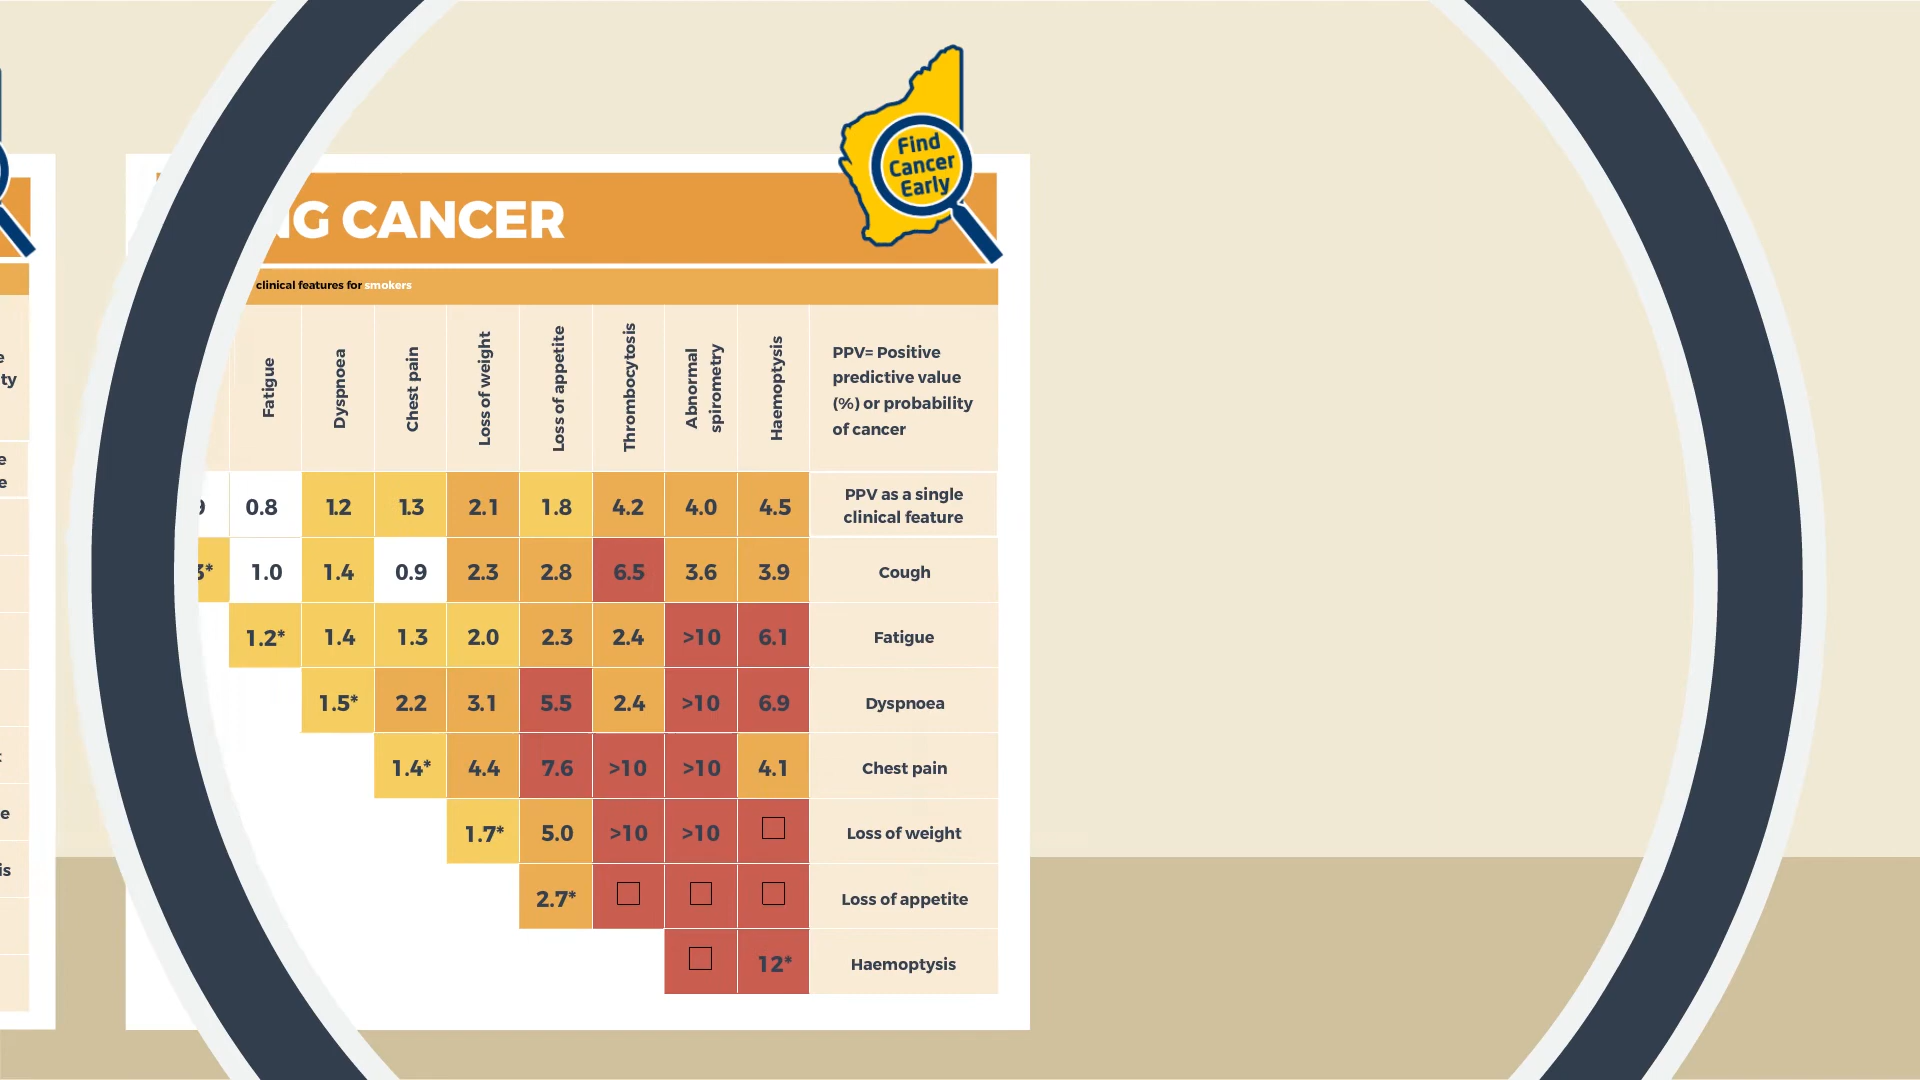 Find
Cancer
Early
CANCER
clinical features for smokers
Fatigue
Dyspnoea
Chest pain
Loss of weight
Loss of appetite
Thrombocytosis
Abnormal
spirometry
Haemoptysis
PPV= Positive
predictive value
(%) or probability
of cancer
0.8 1.2 1.3 2.1 1.8 4.2 4.0 4.5 PPV as a single
clinical feature
1.0 1.4 0.9 2.3 2.8 6.5 3.6 3.9 Cough
1.2* 1.4 1.3 2.0 2.3 2.4 >10 6.1 Fatigue
1.5* 2.2 3.1 5.5 2.4 >10 6.9 Dyspnoea
1.4* 4.4 7.6 >10 >10 4.1 Chest pain
1.7* 5.0 >10 >10 Loss of weight
2.7* Loss of appetite
12* Haemoptysis